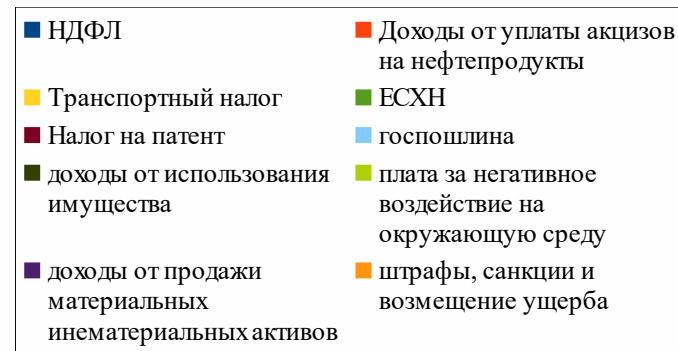 НДФЛ
Доходы от уплаты акцизов
на нефтепродукты
Транспортный налог
ЕСХН
Налог на патент
госпошлина
доходы от использования
имущества
плата за негативное
воздействие на
окружающую среду
доходы от продажи
материальных
инематериальных активов
штрафы, санкции и
возмещение ущерба